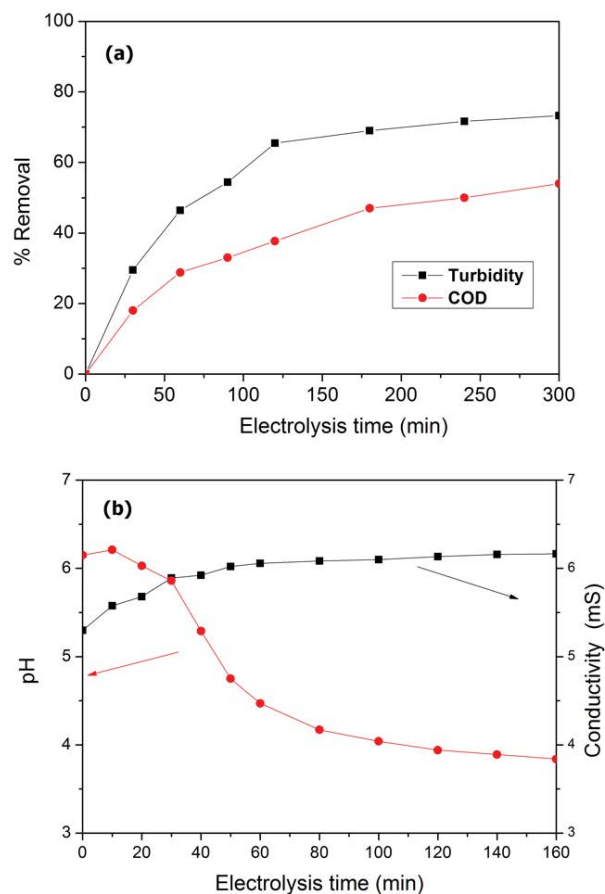 (a)
100
80
60
40
20
0
% Removal
Turbidity
COD
0 50 100 150 200 250 300
Electrolysis time (min)
(b)
7
6
5
4
3
pH
7
6
5
4
3
Conductivity (mS)
0 20 40 60 80 100 120 140 160
Electrolysis time (min)